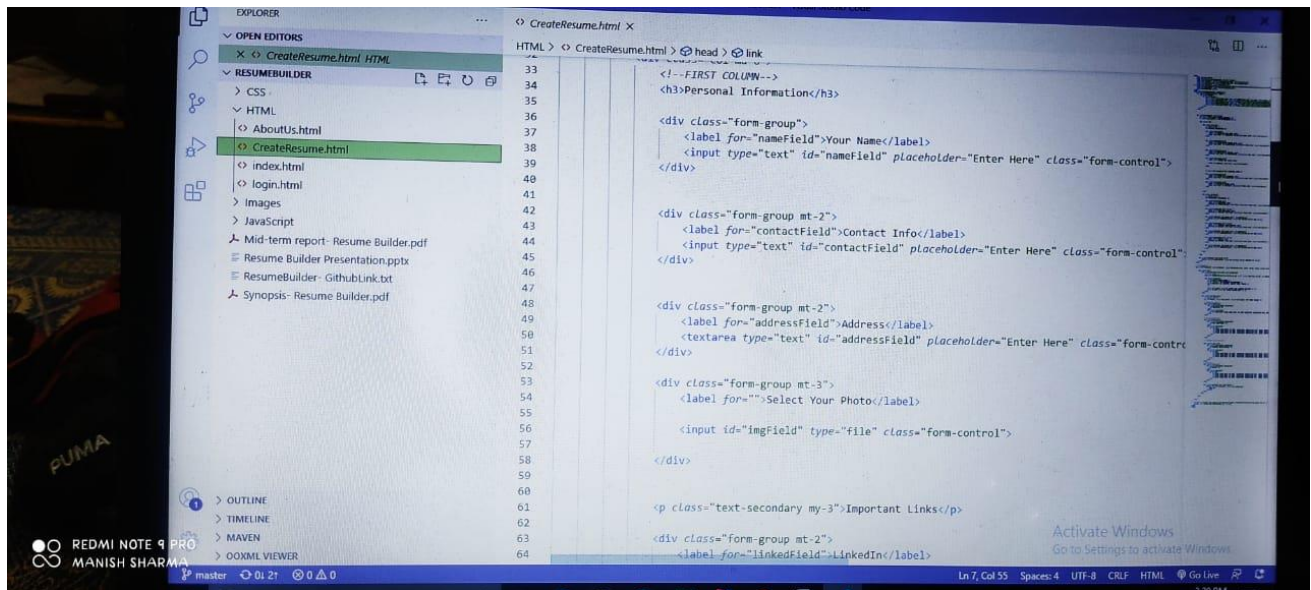 EXPLORER
...
OPEN EDITORS
X <> CreateResume.html HTML
RESUMEBUILDER
> CSS
HTML
<> AboutUs.html
<> CreateResume.html
<> index.html
<> login.html
> Images
> JavaScript
Mid-term report- Resume Builder.pdf
Resume Builder Presentation.pptx
ResumeBuilder- GithubLink.txt
Synopsis- Resume Builder.pdf
> OUTLINE
> TIMELINE
> MAVEN
> OOXML VIEWER
<> CreateResume.html X
HTML > <> CreateResume.html > head > link
33 <!--FIRST COLUMN-->
34 <h3>Personal Information</h3>
35
36 <div class="form-group">
37 <label for="nameField">Your Name</label>
38 <input type="text" id="nameField" placeholder="Enter Here" class="form-control">
39 </div>
40
41
42 <div class="form-group mt-2">
43 <label for="contactField">Contact Info</label>
44 <input type="text" id="contactField" placeholder="Enter Here" class="form-control"
45 </div>
46
47
48 <div class="form-group mt-2">
49 <label for="addressField">Address</label>
50 <textarea type="text" id="addressField" placeholder="Enter Here" class="form-contr
51 </div>
52
53 <div class="form-group mt-3">
54 <label for="">Select Your Photo</label>
55
56 <input id="imgField" type="file" class="form-control">
57
58 </div>
59
60
61 <p class="text-secondary my-3">Important Links</p>
62
63 <div class="form-group mt-2">
64 <label for="linkedField">LinkedIn</label>
Activate Windows
Go to Settings to activate Windows.
master 0↓ 2↑ 0 0
Ln 7, Col 55 Spaces: 4 UTF-8 CRLF HTML Go Live
PUMA
REDMI NOTE 9 PRO
MANISH SHARMA